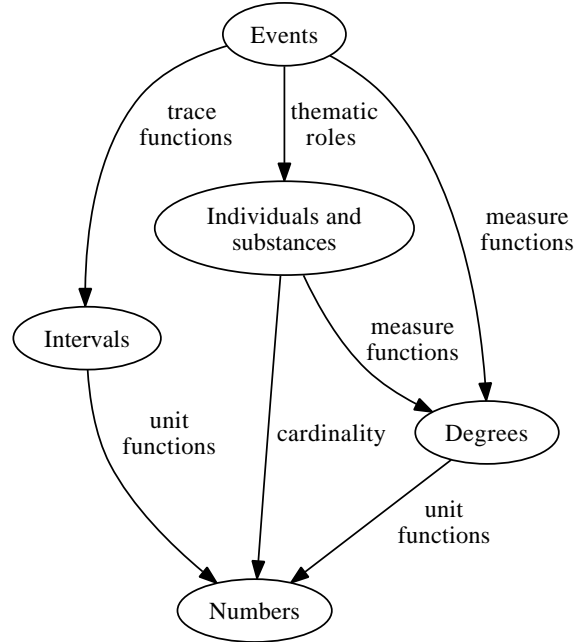 Events
trace
functions
thematic
roles
Individuals and
substances
measure
functions
Intervals
measure
functions
unit
functions
cardinality
Degrees
unit
functions
Numbers